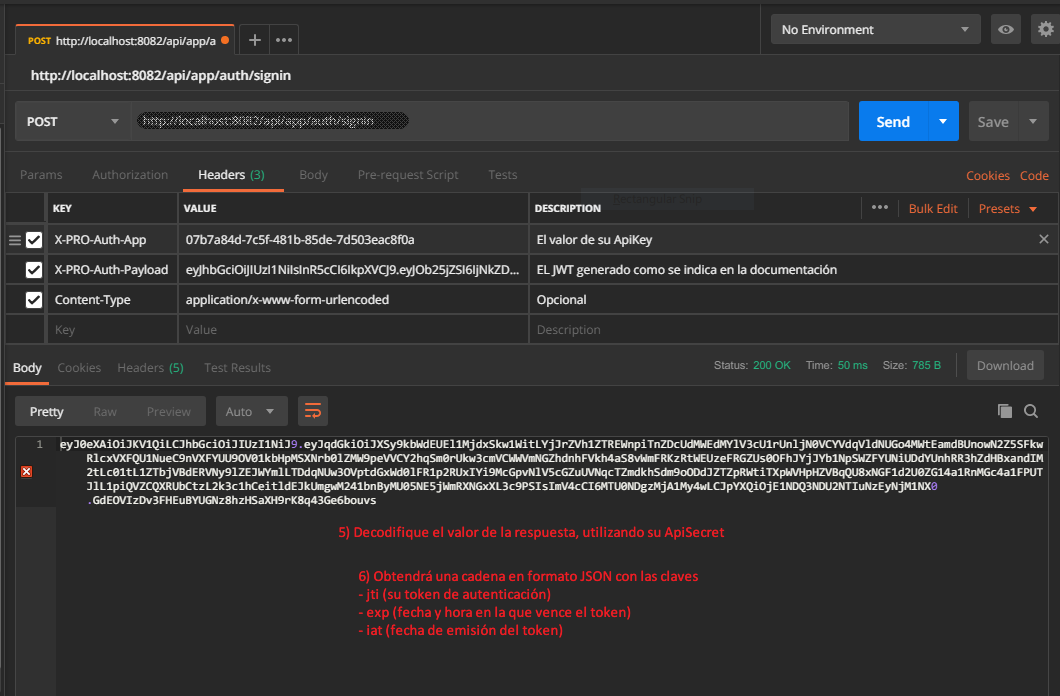 POST http://localhost:8082/api/app/a
No Environment
http://localhost:8082/api/app/auth/signin
POST http://localhost:8082/api/app/auth/signin Send Save
Params Authorization Headers (3) Body Pre-request Script Tests Cookies Code
Rectangular Snip
KEY VALUE DESCRIPTION ••• Bulk Edit Presets
X-PRO-Auth-App 07b7a84d-7c5f-481b-85de-7d503eac8f0a El valor de su ApiKey
X-PRO-Auth-Payload eyJhbGciOiJIUzI1NiIsInR5cCI6IkpXVCJ9.eyJOb25jZSI6IjNkZD... EL JWT generado como se indica en la documentación
Content-Type application/x-www-form-urlencoded Opcional
Key Value Description
Body Cookies Headers (5) Test Results Status: 200 OK Time: 50 ms Size: 785 B Download
Pretty Raw Preview Auto
1
5) Decodifique el valor de la respuesta, utilizando su ApiSecret
6) Obtendrá una cadena en formato JSON con las claves
- jti (su token de autenticación)
- exp (fecha y hora en la que vence el token)
- iat (fecha de emisión del token)